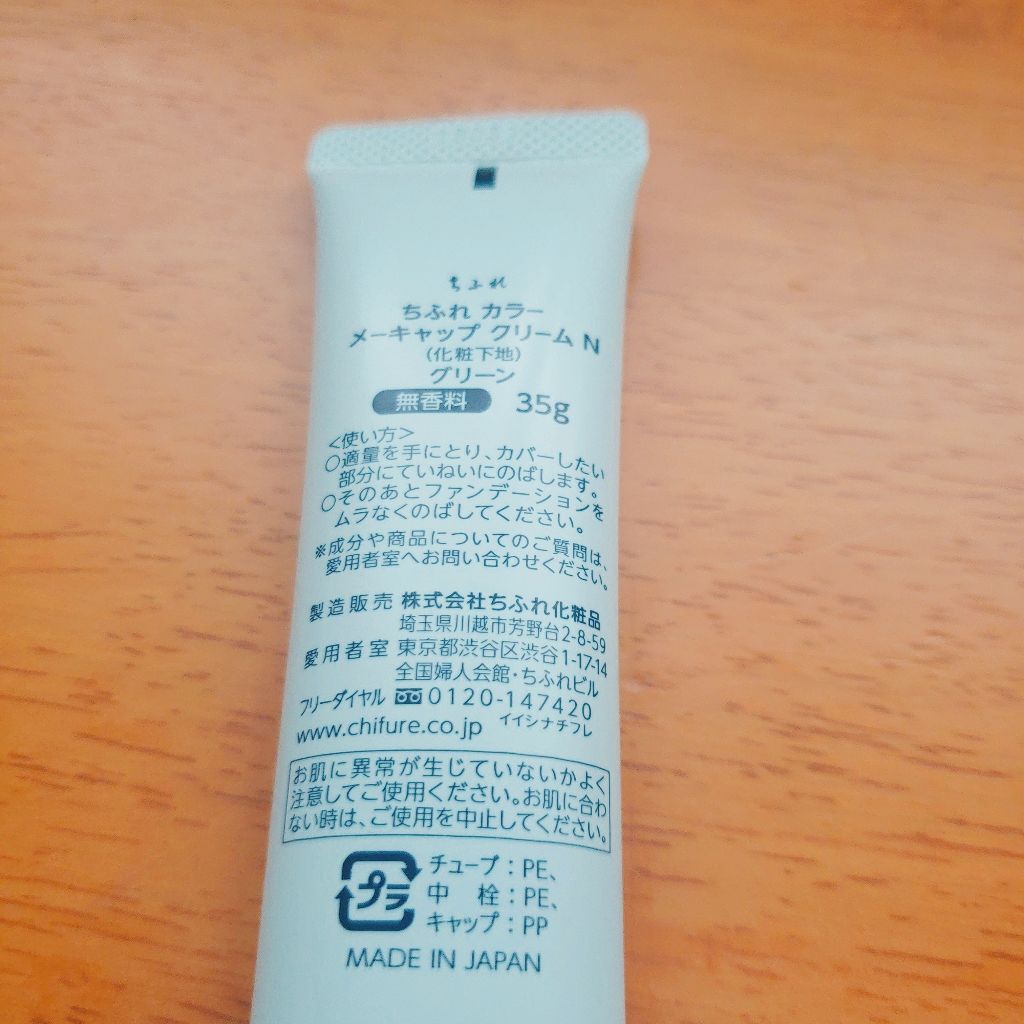 ちふれ
ちふれ カラー
メーキャップ クリーム N
(化粧下地)
グリーン
無香料 35g
<使い方>
○適量を手にとり、カバーしたい
部分にていねいにのばします。
○そのあとファンデーションを
ムラなくのばしてください。
※成分や商品についてのご質問は、
愛用者室へお問い合わせください。
製造販売 株式会社ちふれ化粧品
埼玉県川越市芳野台2-8-59
愛用者室 東京都渋谷区渋谷1-17-14
全国婦人会館・ちふれビル
フリーダイヤル 0120-147420
www.chifure.co.jp イイシナチフレ
お肌に異常が生じていないかよく
注意してご使用ください。お肌に合わ
ない時は、ご使用を中止してください。
プラ
チューブ:PE、
中 栓:PE、
キャップ:PP
MADE IN JAPAN